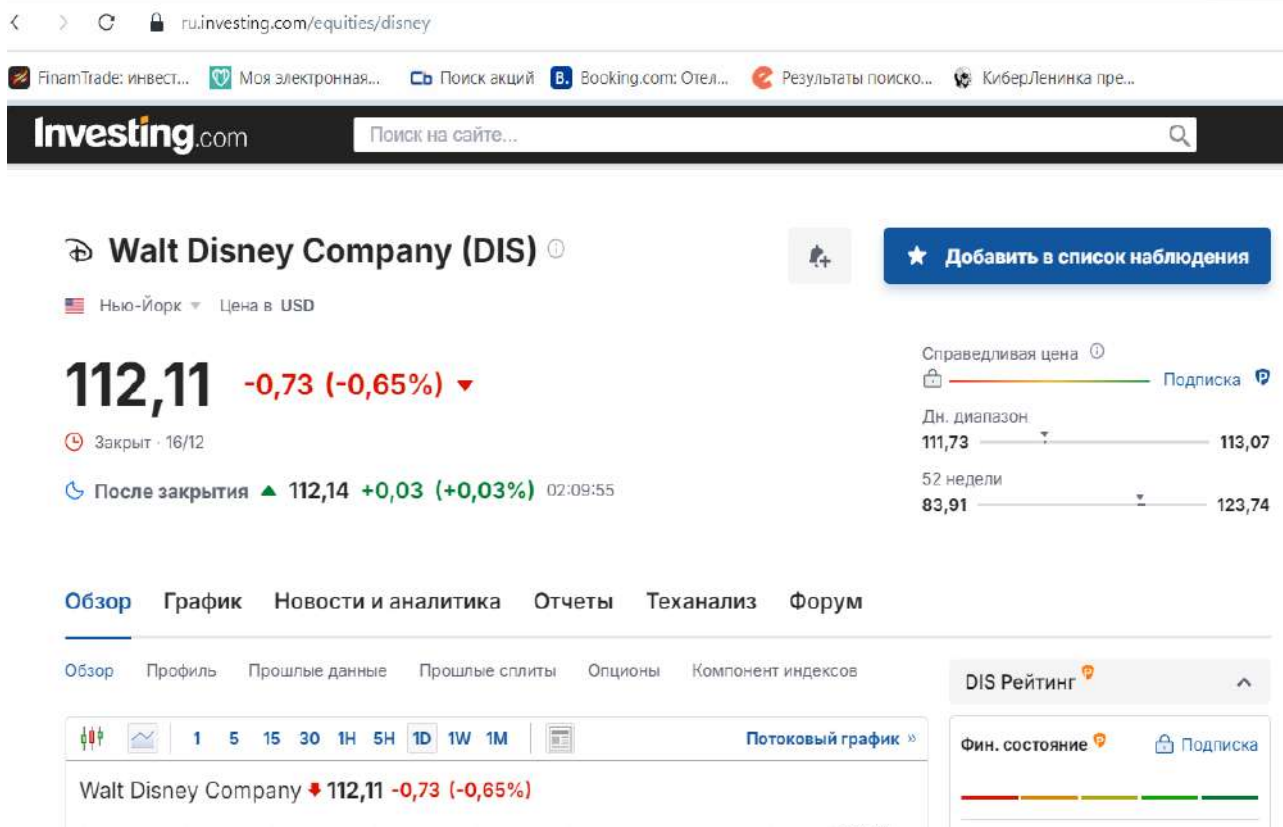 ru.investing.com/equities/disney
FinamTrade: инвест... Моя электронная... Cb Поиск акций B. Booking.com: Отел... Результаты поиско... КиберЛенинка пре...
Investing.com Поиск на сайте...
Walt Disney Company (DIS)
Добавить в список наблюдения
Нью-Йорк Цена в USD
112,11 -0,73 (-0,65%)
Закрыт · 16/12
После закрытия 112,14 +0,03 (+0,03%) 02:09:55
Справедливая цена
Подписка
Дн. диапазон
111,73 113,07
52 недели
83,91 123,74
Обзор График Новости и аналитика Отчеты Теханализ Форум
Обзор Профиль Прошлые данные Прошлые сплиты Опционы Компонент индексов
DIS Рейтинг
1 5 15 30 1H 5H 1D 1W 1M Потоковый график »
Фин. состояние Подписка
Walt Disney Company 112,11 -0,73 (-0,65%)